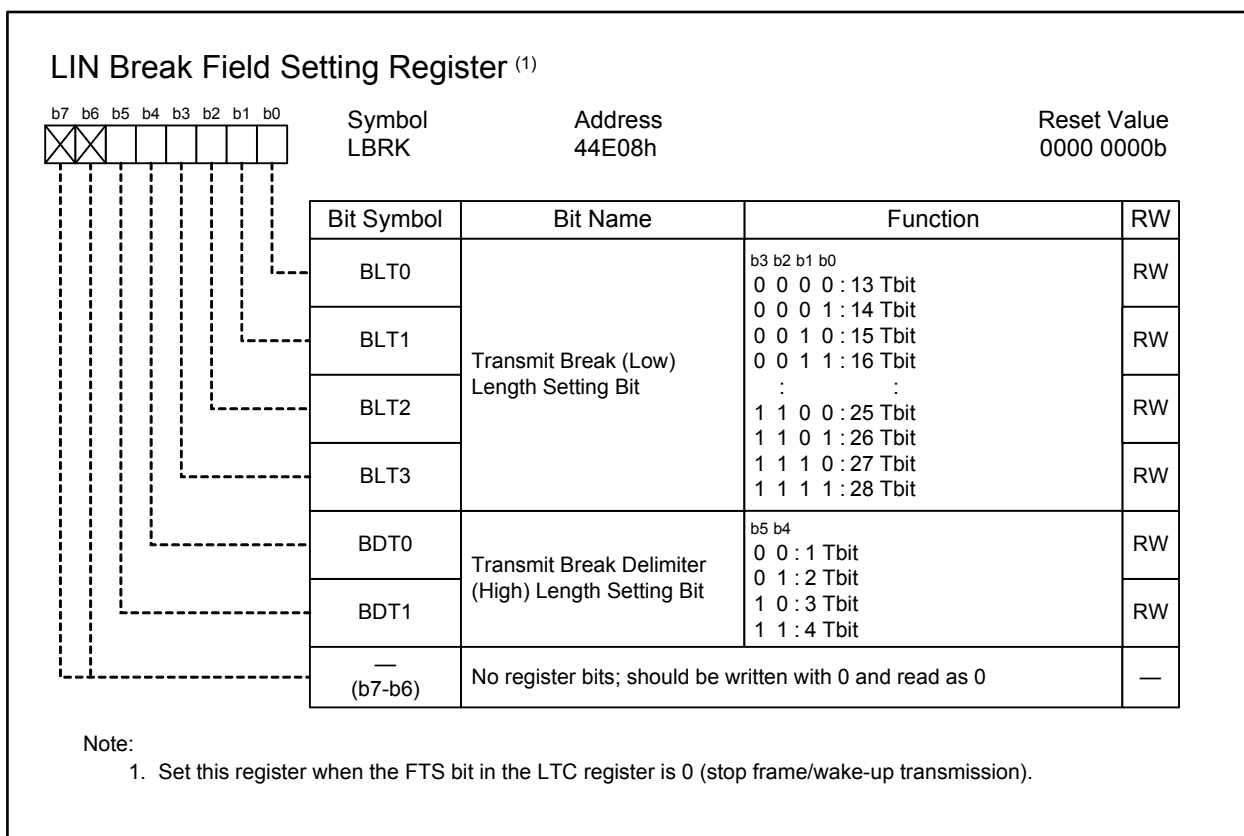 LIN Break Field Setting Register (1)
b7 b6 b5 b4 b3 b2 b1 b0
Symbol Address Reset Value
LBRK 44E08h 0000 0000b
Bit Symbol Bit Name Function RW
BLT0 RW
BLT1 RW
BLT2 RW
BLT3 RW
Transmit Break (Low)
Length Setting Bit
b3 b2 b1 b0
0 0 0 0 : 13 Tbit
0 0 0 1 : 14 Tbit
0 0 1 0 : 15 Tbit
0 0 1 1 : 16 Tbit
: :
1 1 0 0 : 25 Tbit
1 1 0 1 : 26 Tbit
1 1 1 0 : 27 Tbit
1 1 1 1 : 28 Tbit
BDT0 RW
BDT1 RW
Transmit Break Delimiter
(High) Length Setting Bit
b5 b4
0 0 : 1 Tbit
0 1 : 2 Tbit
1 0 : 3 Tbit
1 1 : 4 Tbit
—
(b7-b6) No register bits; should be written with 0 and read as 0 —
Note:
1. Set this register when the FTS bit in the LTC register is 0 (stop frame/wake-up transmission).